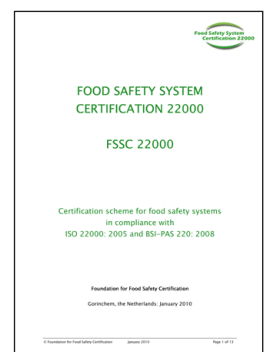 Food Safety System
Certification 22000
FOOD SAFETY SYSTEM
CERTIFICATION 22000
FSSC 22000
Certification scheme for food safety systems
in compliance with
ISO 22000: 2005 and BSI-PAS 220: 2008
Foundation for Food Safety Certification
Gorinchem, the Netherlands: January 2010
© Foundation for Food Safety Certification January 2010 Page 1 of 13